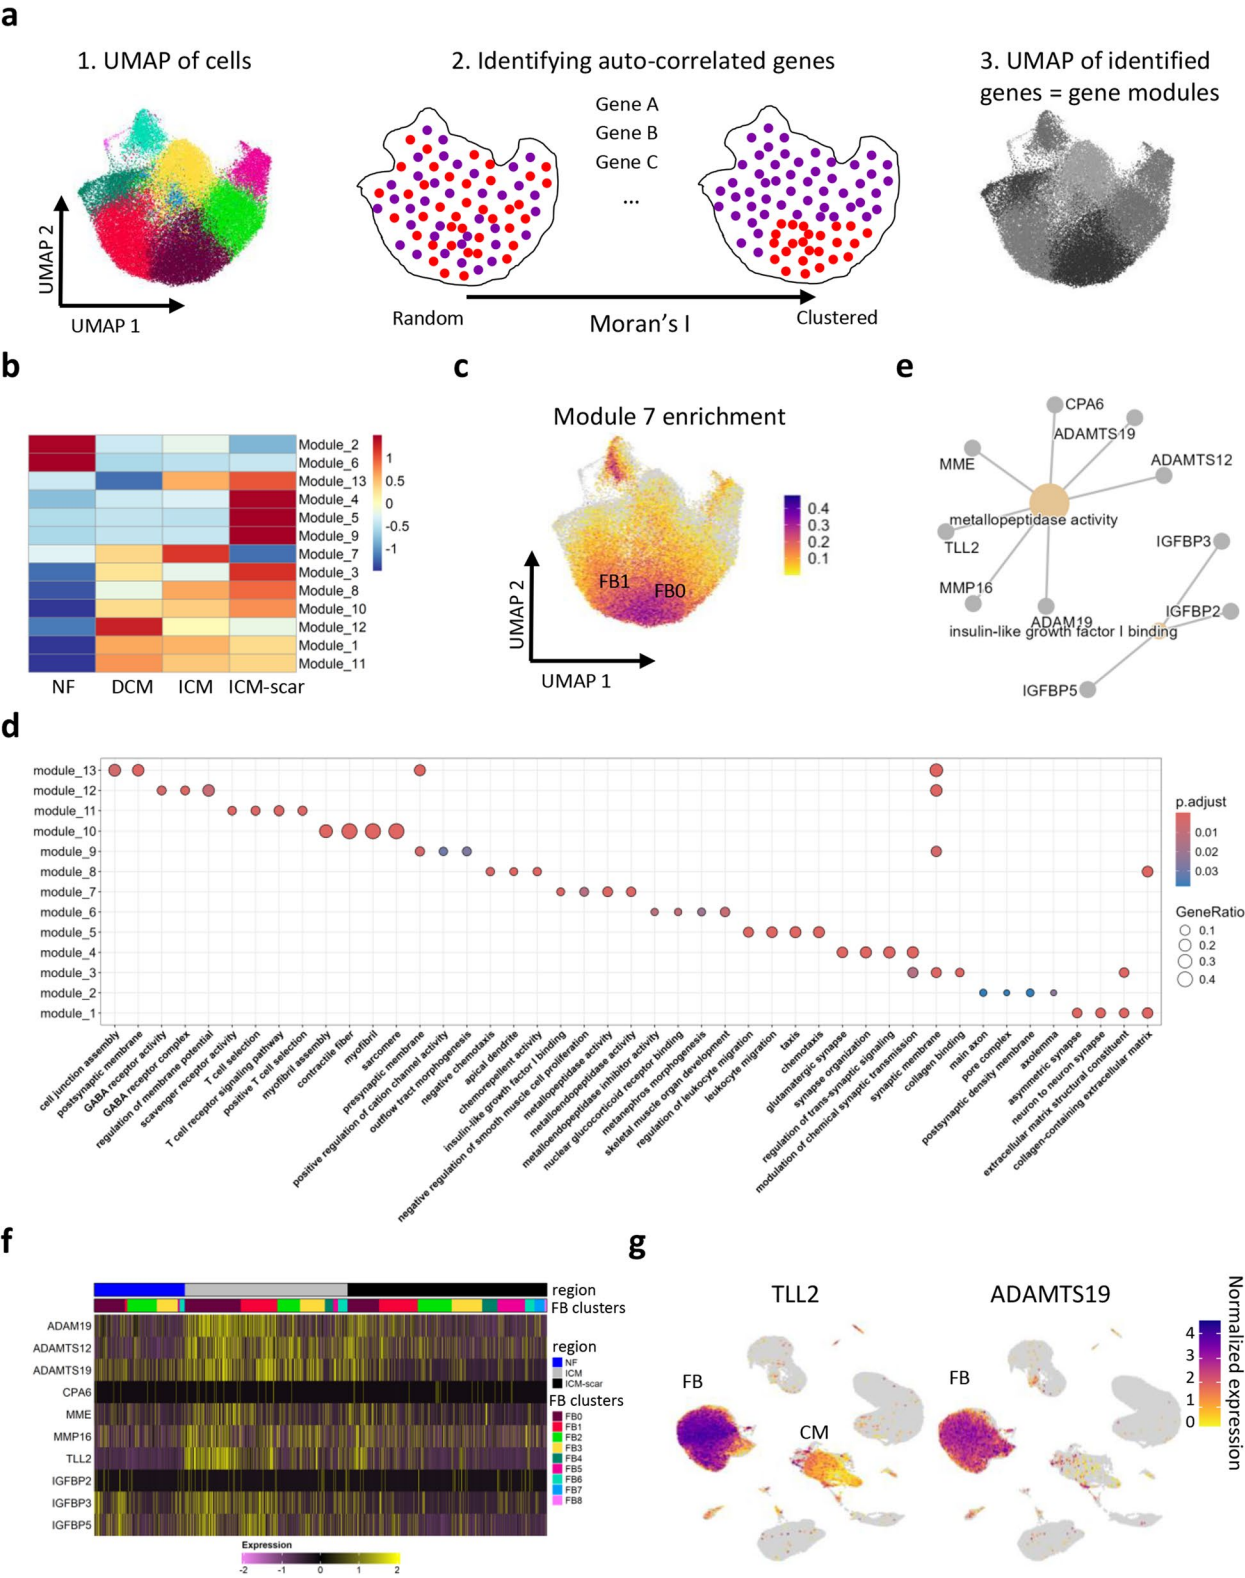 a
1. UMAP of cells
2. Identifying auto-correlated genes
3. UMAP of identified
genes = gene modules
Gene A
Gene B
Gene C
...
UMAP 2
UMAP 1
Random
Moran's I
Clustered
b
Module_2
Module_6
Module_13
Module_4
Module_5
Module_9
Module_7
Module_3
Module_8
Module_10
Module_12
Module_1
Module_11
1
0.5
0
-0.5
-1
NF
DCM
ICM
ICM-scar
c
Module 7 enrichment
FB1
FB0
0.4
0.3
0.2
0.1
UMAP 2
UMAP 1
e
CPA6
ADAMTS19
MME
ADAMTS12
metallopeptidase activity
TLL2
IGFBP3
MMP16
ADAM19
IGFBP2
insulin-like growth factor I binding
IGFBP5
d
module_13
module_12
module_11
module_10
module_9
module_8
module_7
module_6
module_5
module_4
module_3
module_2
module_1
p.adjust
0.01
0.02
0.03
GeneRatio
0.1
0.2
0.3
0.4
cell junction assembly
postsynaptic membrane
GABA receptor activity
GABA receptor complex
regulation of membrane potential
scavenger receptor activity
T cell selection
T cell receptor signaling pathway
positive T cell selection
myofibril assembly
contractile fiber
myofibril
sarcomere
presynaptic membrane
positive regulation of cation channel activity
outflow tract morphogenesis
negative chemotaxis
apical dendrite
chemorepellent activity
insulin-like growth factor I binding
negative regulation of smooth muscle cell proliferation
metallopeptidase activity
metalloendopeptidase activity
metalloendopeptidase inhibitor activity
nuclear glucocorticoid receptor binding
metanephros morphogenesis
skeletal muscle organ development
regulation of leukocyte migration
leukocyte migration
taxis
chemotaxis
glutamatergic synapse
synapse organization
regulation of trans-synaptic signaling
modulation of chemical synaptic transmission
synaptic membrane
collagen binding
main axon
pore complex
postsynaptic density membrane
axolemma
asymmetric synapse
neuron to neuron synapse
extracellular matrix structural constituent
collagen-containing extracellular matrix
f
region
FB clusters
ADAM19
ADAMTS12
ADAMTS19
CPA6
MME
MMP16
TLL2
IGFBP2
IGFBP3
IGFBP5
region
NF
ICM
ICM-scar
FB clusters
FB0
FB1
FB2
FB3
FB4
FB5
FB6
FB7
FB8
Expression
-2
-1
0
1
2
g
TLL2
ADAMTS19
FB
CM
FB
4
3
2
1
0
Normalized expression